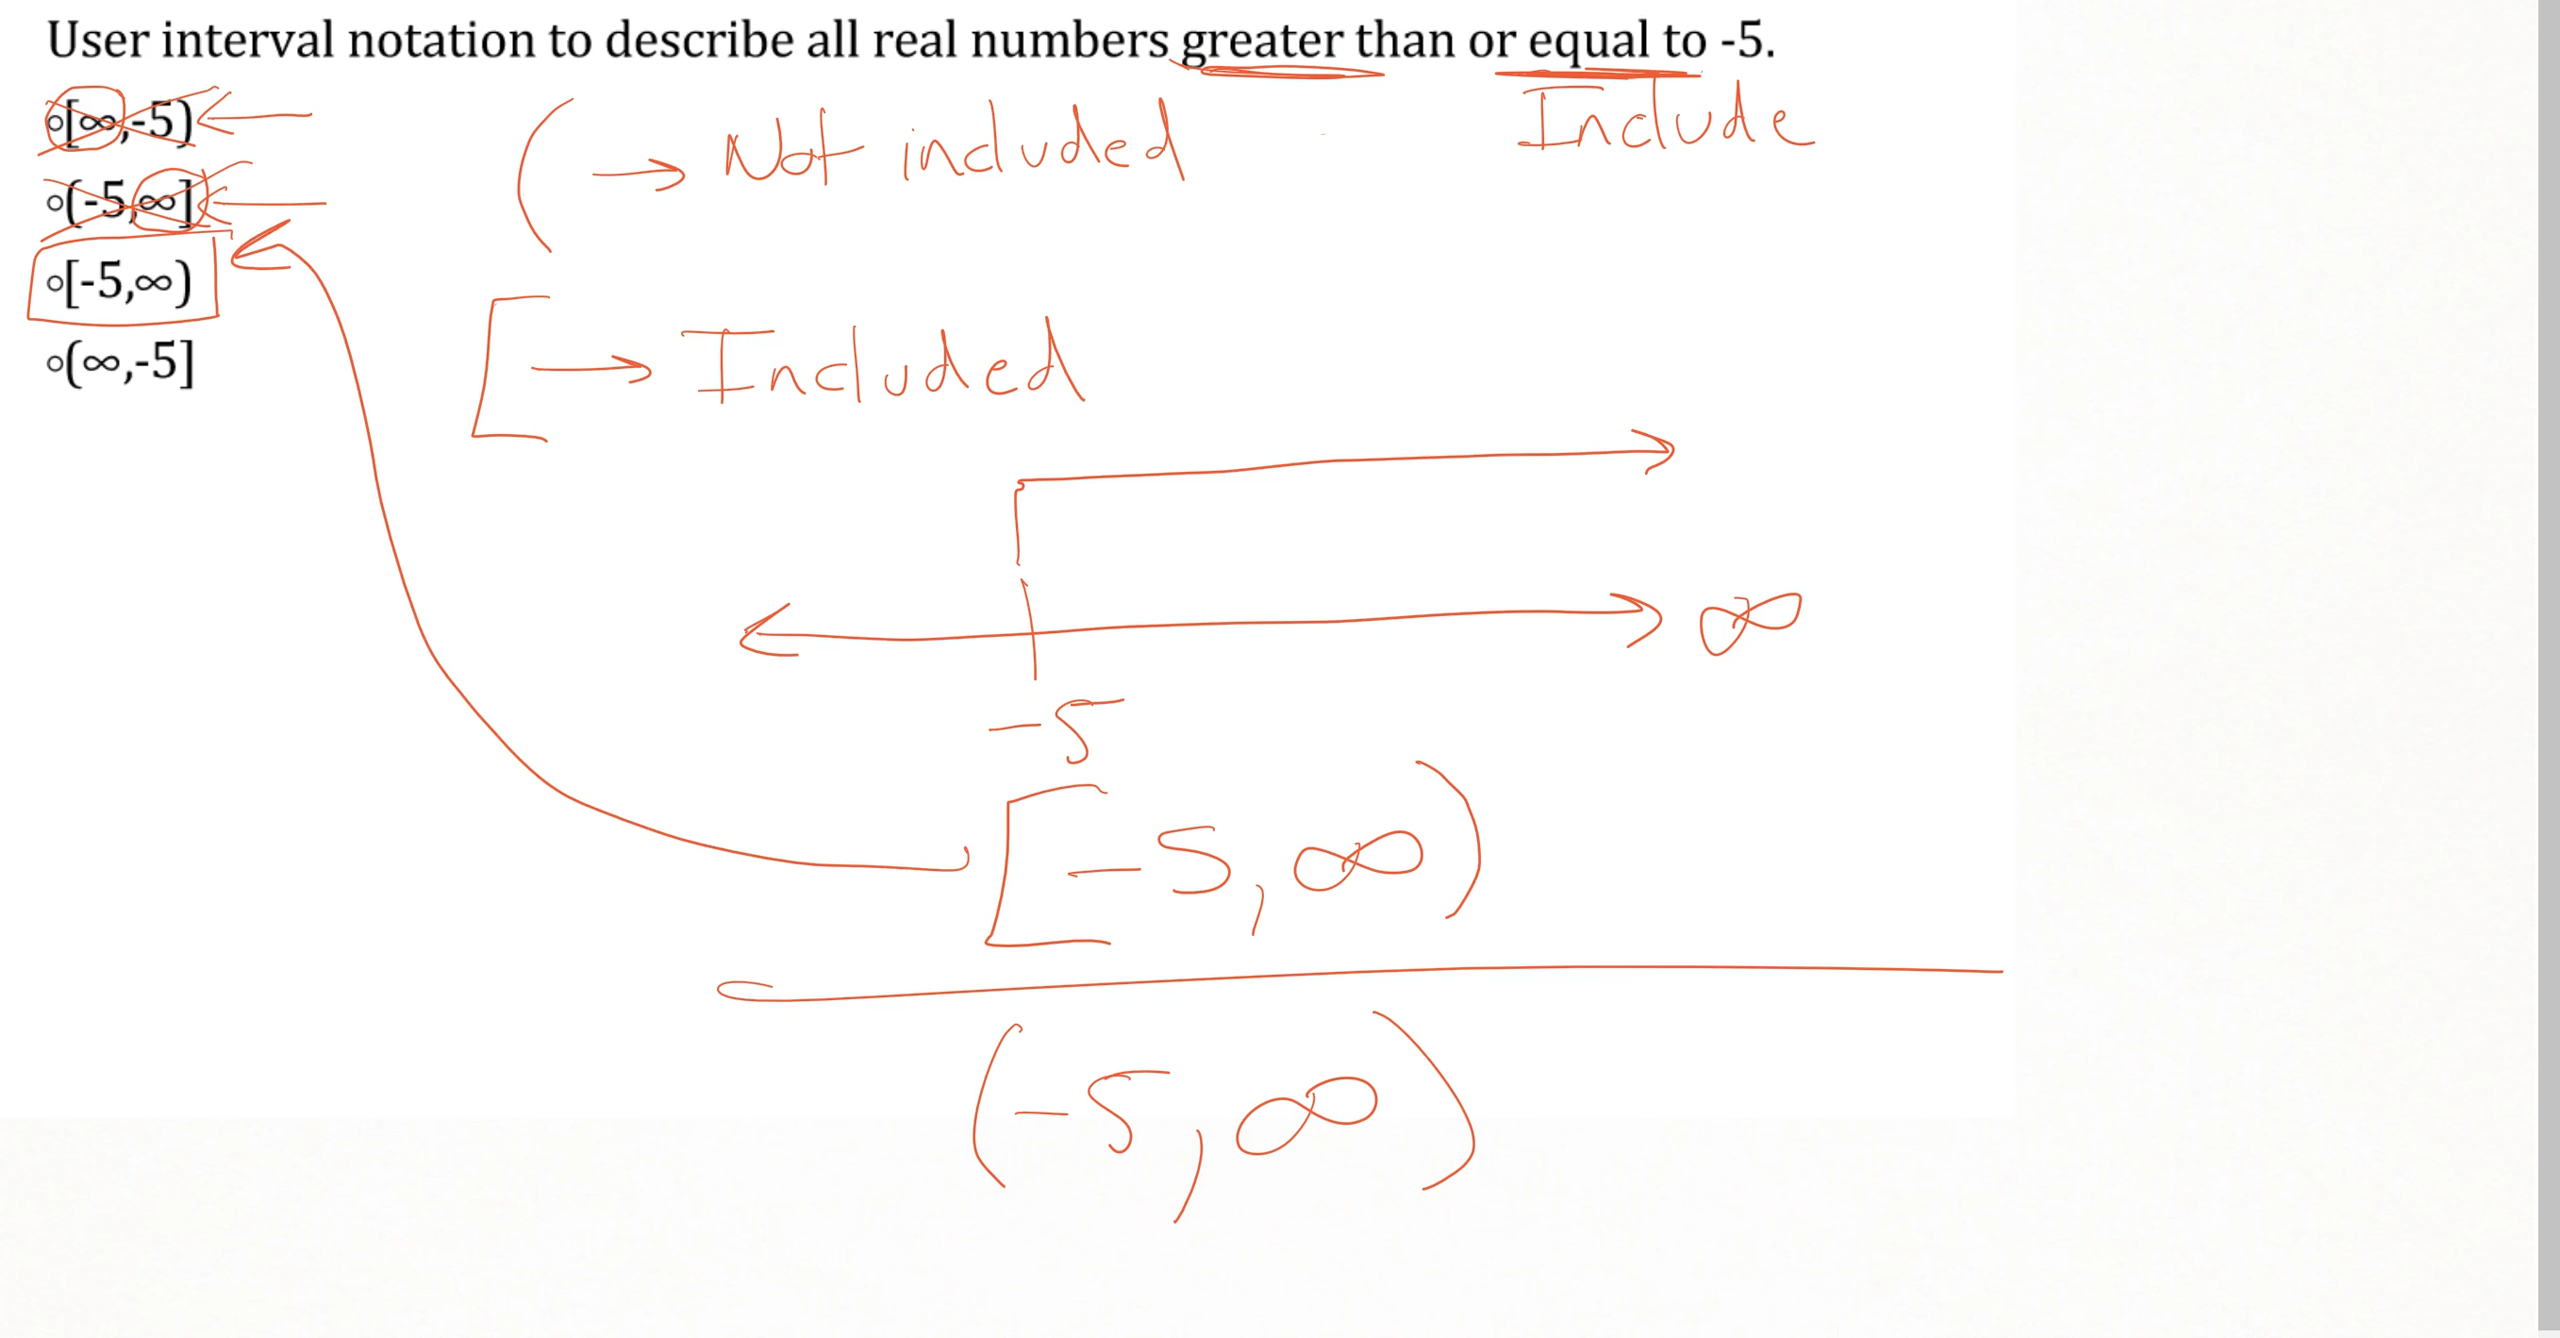 User interval notation to describe all real numbers greater than or equal to -5.
∘[∞,-5)
( → Not included
Include
∘(-5,∞]
∘[-5,∞)
[ → Included
∘(∞,-5]
∞
-5
[-5,∞)
(-5,∞)